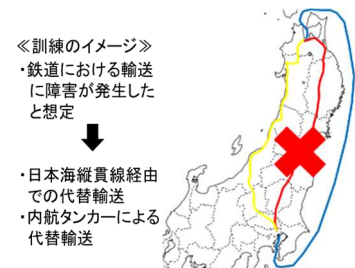 ≪訓練のイメージ≫
・鉄道における輸送
に障害が発生した
と想定
・日本海縦貫線経由
での代替輸送
・内航タンカーによる
代替輸送